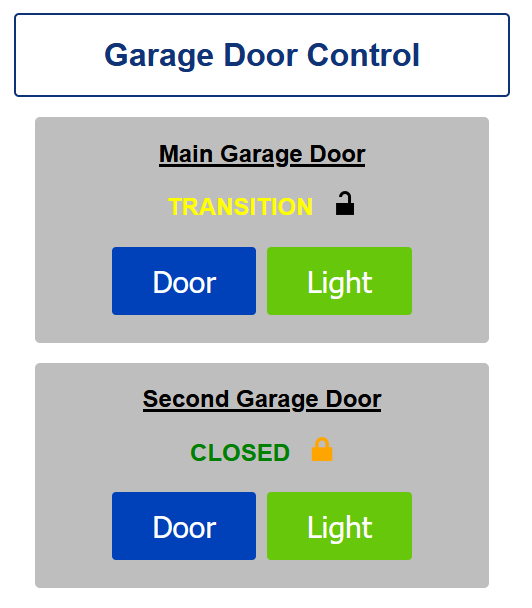 Garage Door Control
Main Garage Door
TRANSITION
Door Light
Second Garage Door
CLOSED
Door Light